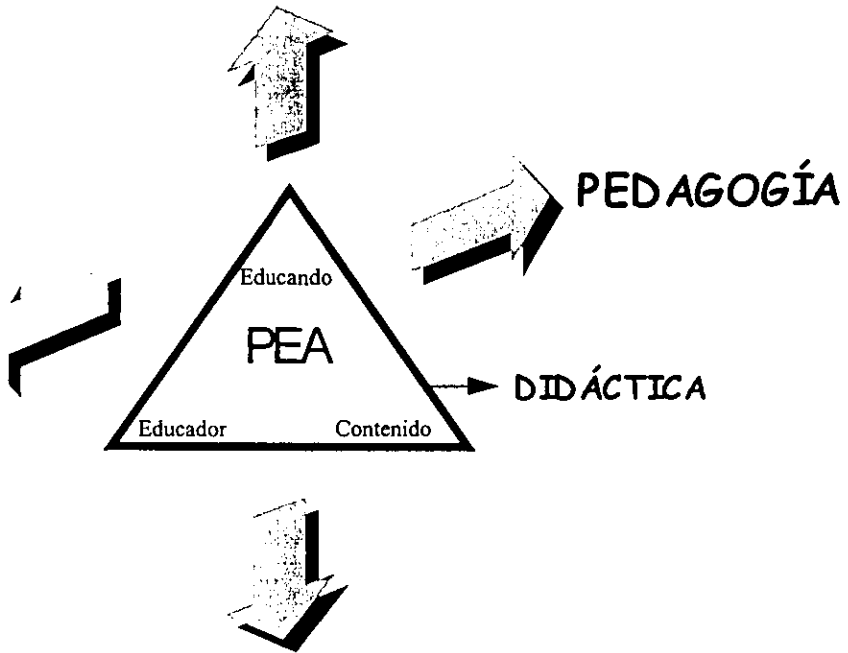 PEDAGOGÍA
Educando
PEA
DIDÁCTICA
Educador
Contenido